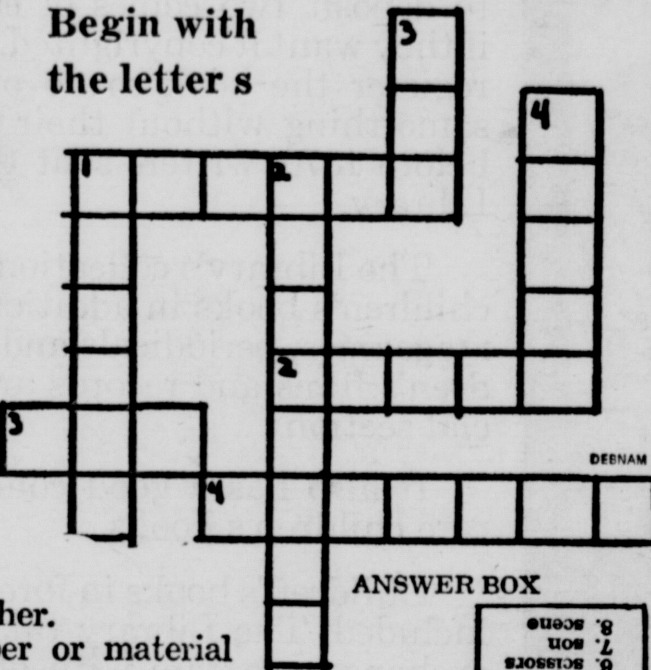 Begin with
the letter s
3
4
1
2
2
3
DEBNAM
4
ANSWER BOX
her.
per or material
8. scene
7. son
6. scissors